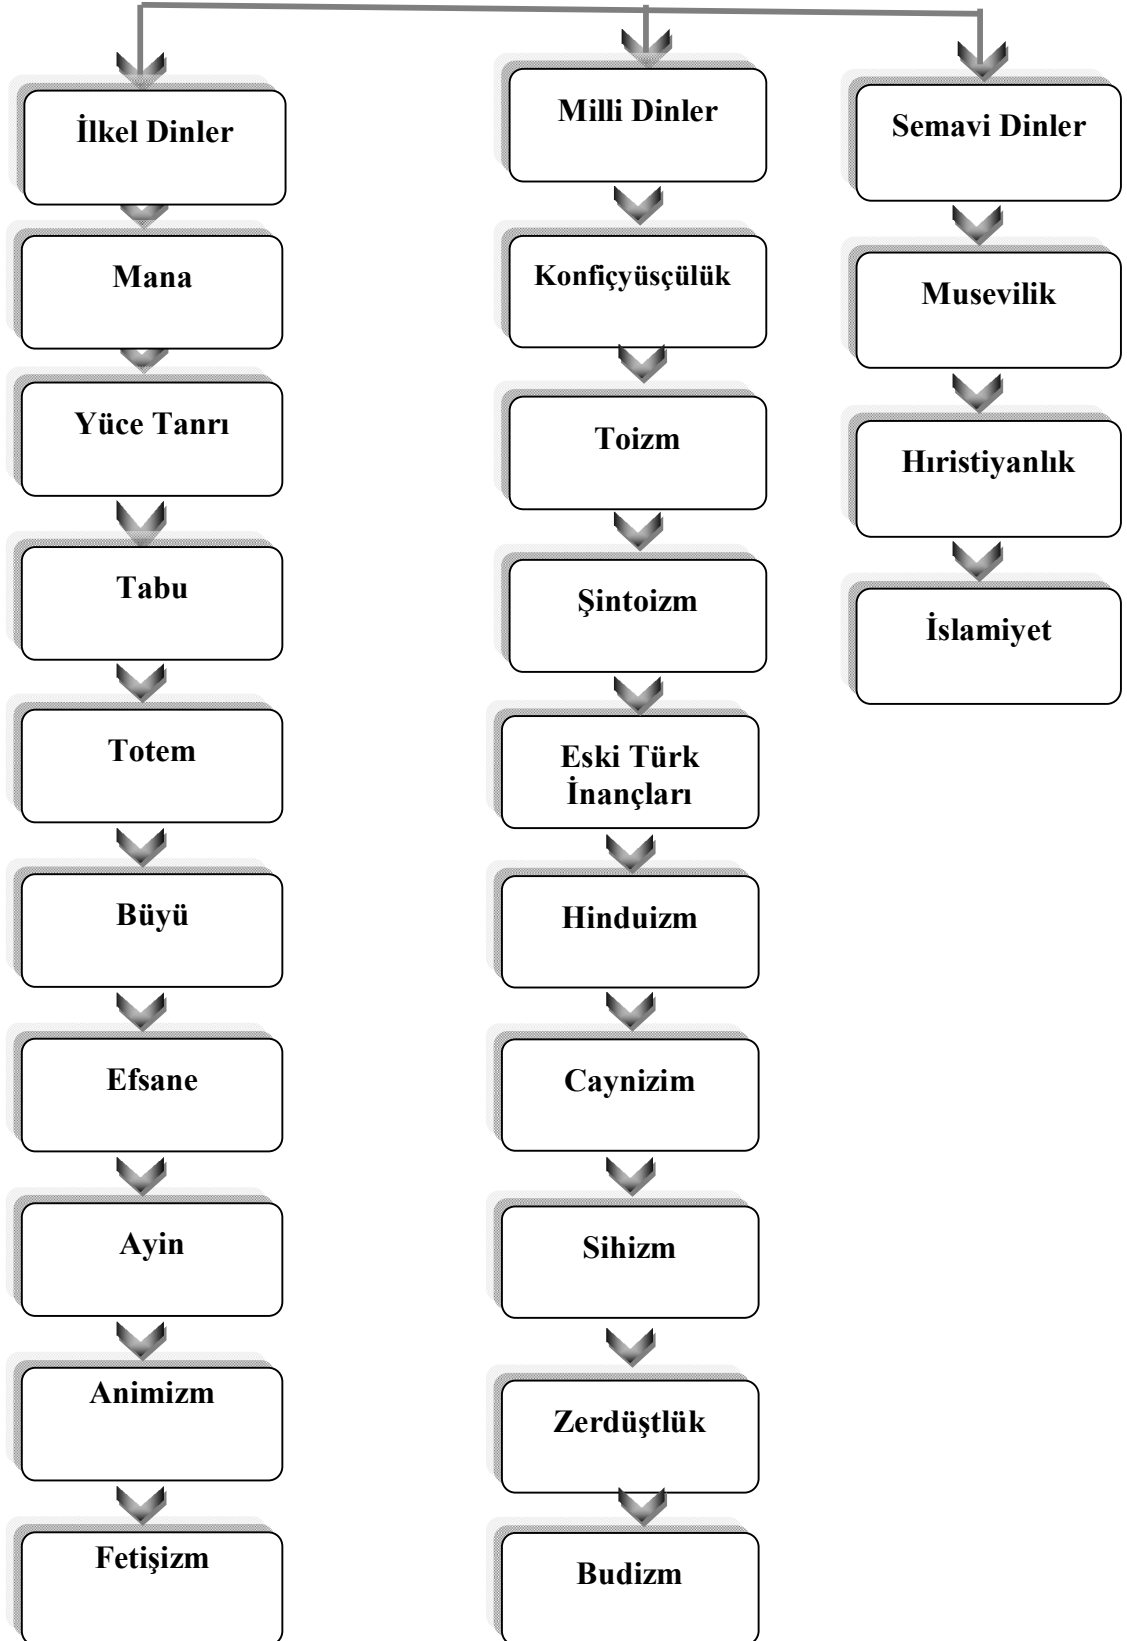 İlkel Dinler
Mana
Yüce Tanrı
Tabu
Totem
Büyü
Efsane
Ayin
Animizm
Fetişizm
Milli Dinler
Konfiçyüsçülük
Toizm
Şintoizm
Eski Türk
İnançları
Hinduizm
Caynizim
Sihizm
Zerdüştlük
Budizm
Semavi Dinler
Musevilik
Hıristiyanlık
İslamiyet